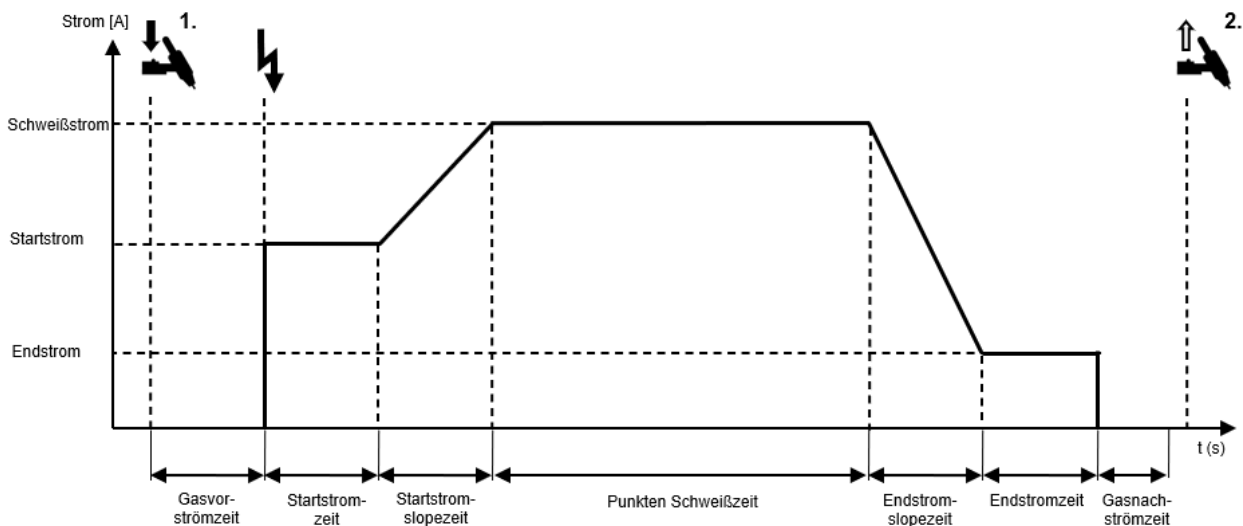 Strom [A]
1.
2.
Schweißstrom
Startstrom
Endstrom
t (s)
Gasvor-
strömzeit
Startstrom-
zeit
Startstrom-
slopezeit
Punkten Schweißzeit
Endstrom-
slopezeit
Endstromzeit
Gasnach-
strömzeit